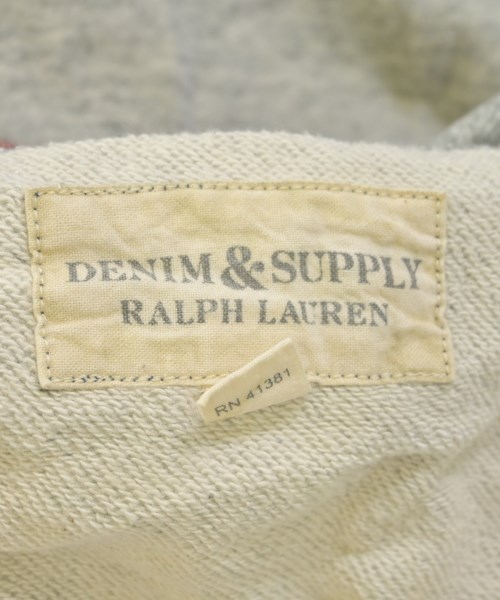 DENIM & SUPPLY
RALPH LAUREN
RN 41381